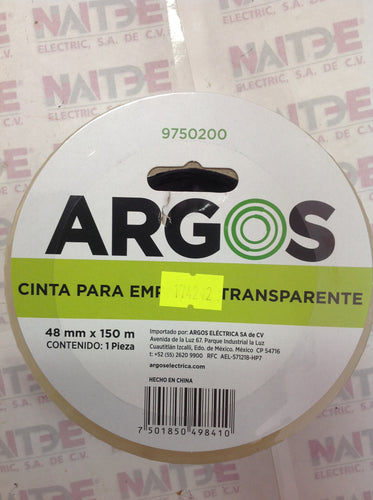 NAITDE
ELECTRIC, S.A. DE C.V.
9750200
ARGOS
CINTA PARA EMP TRANSPARENTE
48 mm x 150 m
CONTENIDO: 1 Pieza
Importado por: ARGOS ELÉCTRICA SA de CV
Avenida de la Luz 67. Parque Industrial la Luz
Cuautitlán Izcalli, Edo. de México. México CP 54716
t: +52 (55) 2620 9900 RFC AEL-571218-HP7
argoselectrica.com
HECHO EN CHINA
7 501850 498410